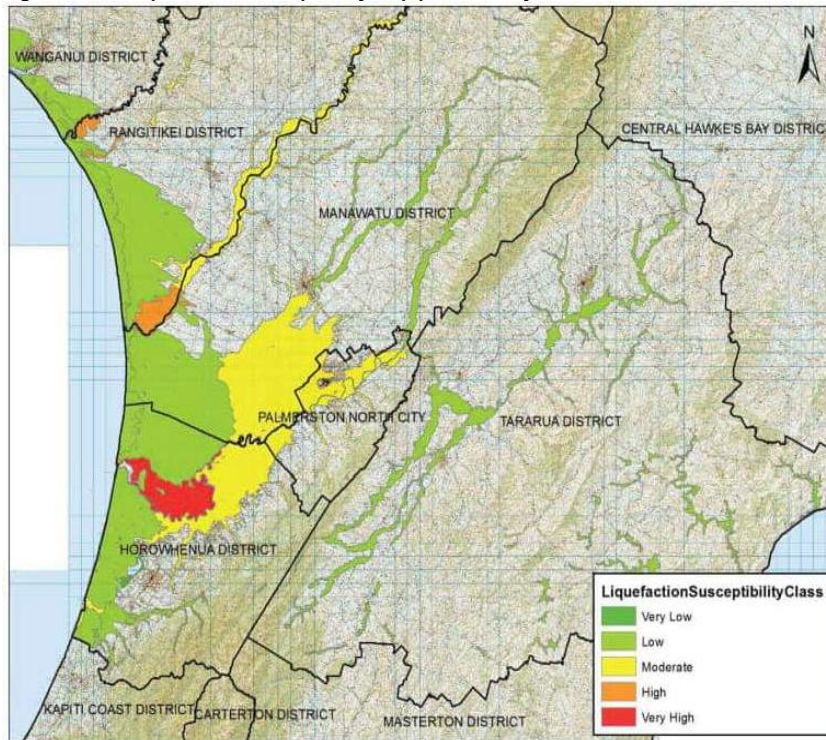 N
WANGANUI DISTRICT
RANGITIKEI DISTRICT
CENTRAL HAWKE'S BAY DISTRIC
MANAWATU DISTRICT
PALMERSTON NORTH CITY
TARARUA DISTRICT
HOROWHENUA DISTRICT
KAPITI COAST DISTRICT
CARTERTON DISTRICT
MASTERTON DISTRICT
LiquefactionSusceptibilityClass
Very Low
Low
Moderate
High
Very High